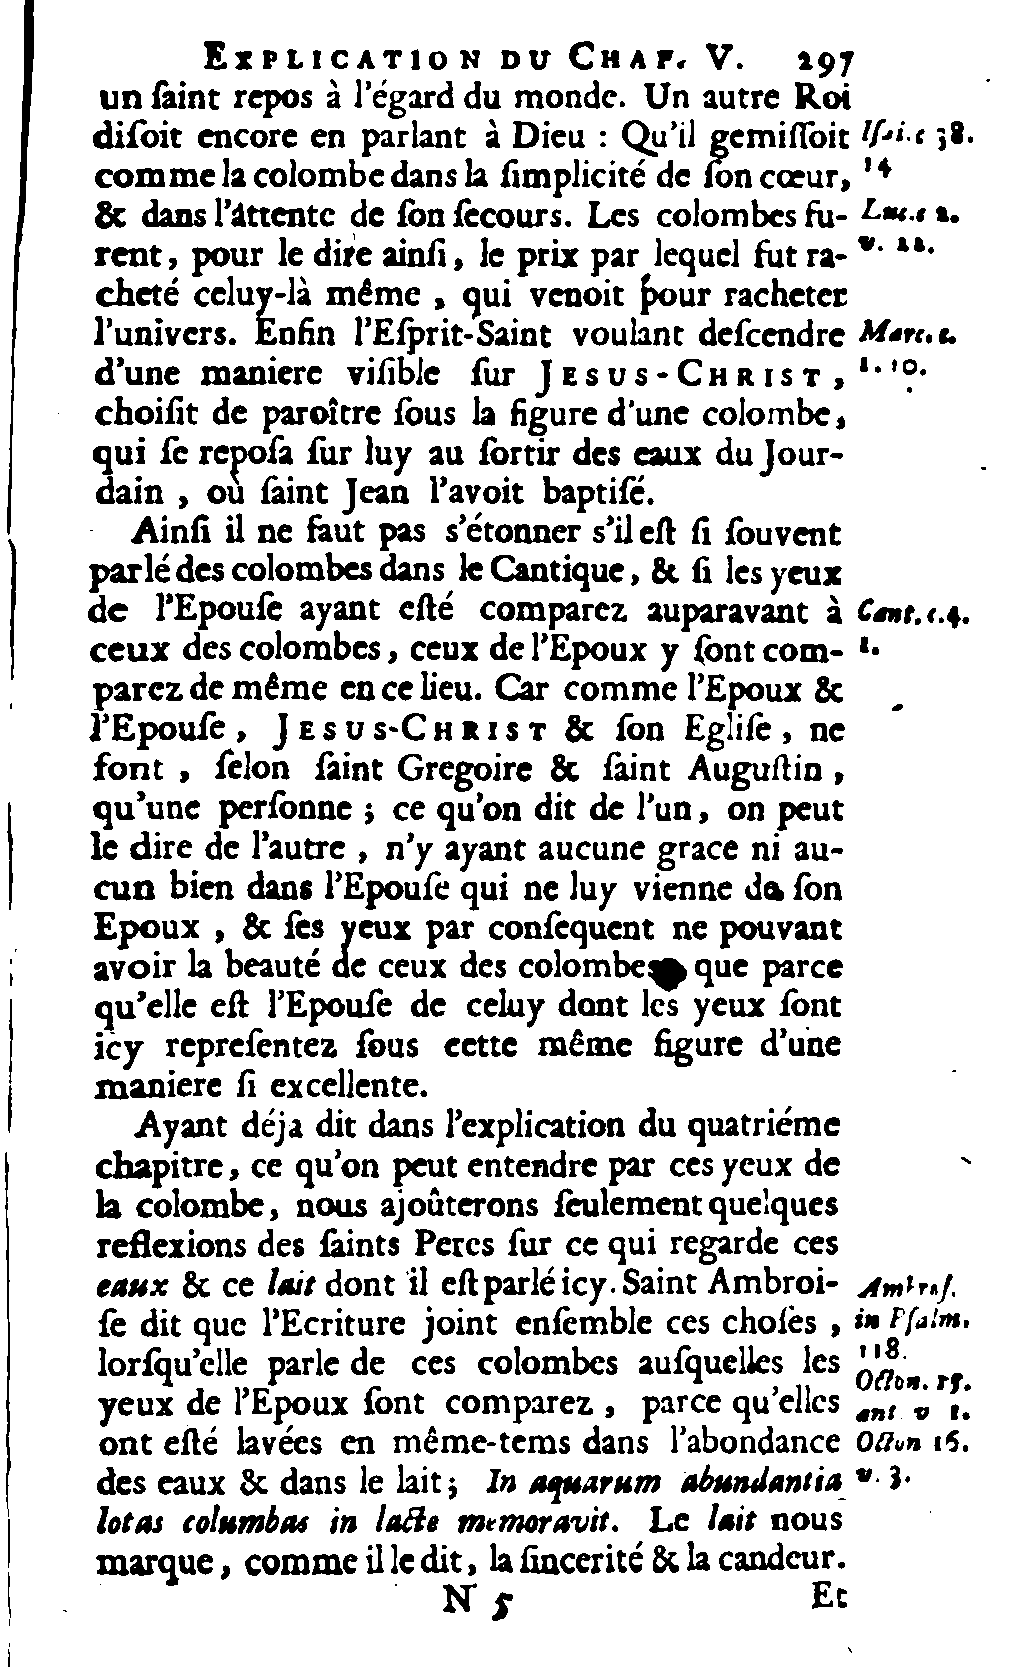 EXPLICATION DU CHAP. V. 297
un ſaint repos à l'égard du monde. Un autre Roi
diſoit encore en parlant à Dieu : Qu'il gemiſſoit
Iſai. c 38.
comme la colombe dans la ſimplicité de ſon cœur,
14
& dans l'attente de ſon ſecours. Les colombes fu-
Luc. c 2.
rent, pour le dire ainſi, le prix par lequel fut ra-
v. 22.
cheté celuy-là même, qui venoit pour racheter
l'univers. Enfin l'Eſprit-Saint voulant deſcendre
Marc. c.
d'une maniere viſible ſur JESUS-CHRIST,
1. 10.
choiſit de paroître ſous la figure d'une colombe,
qui ſe repoſa ſur luy au ſortir des eaux du Jour-
dain, où ſaint Jean l'avoit baptiſé.
Ainſi il ne faut pas s'étonner s'il eſt ſi ſouvent
parlé des colombes dans le Cantique, & ſi les yeux
de l'Epouſe ayant eſté comparez auparavant à
Cant. c. 4.
ceux des colombes, ceux de l'Epoux y ſont com-
1.
parez de même en ce lieu. Car comme l'Epoux &
l'Epouſe, JESUS-CHRIST & ſon Egliſe, ne
font, ſelon ſaint Gregoire & ſaint Auguſtin,
qu'une perſonne ; ce qu'on dit de l'un, on peut
le dire de l'autre, n'y ayant aucune grace ni au-
cun bien dans l'Epouſe qui ne luy vienne de ſon
Epoux, & ſes yeux par conſequent ne pouvant
avoir la beauté de ceux des colombes que parce
qu'elle eſt l'Epouſe de celuy dont les yeux ſont
icy repreſentez ſous cette même figure d'une
maniere ſi excellente.
Ayant déja dit dans l'explication du quatriéme
chapitre, ce qu'on peut entendre par ces yeux de
la colombe, nous ajoûterons ſeulement quelques
reflexions des ſaints Peres ſur ce qui regarde ces
eaux & ce lait dont il eſt parlé icy. Saint Ambroi-
Ambroſ.
ſe dit que l'Ecriture joint enſemble ces choſes,
in Pſalm.
lorſqu'elle parle de ces colombes auſquelles les
118.
Octon. 15.
yeux de l'Epoux ſont comparez, parce qu'elles
ant v 1.
ont eſté lavées en même-tems dans l'abondance
Octon 16.
des eaux & dans le lait; In aquarum abundantia
v. 3.
lotas columbas in lacte memoravit. Le lait nous
marque, comme il le dit, la ſincerité & la candeur.
N 5 Et